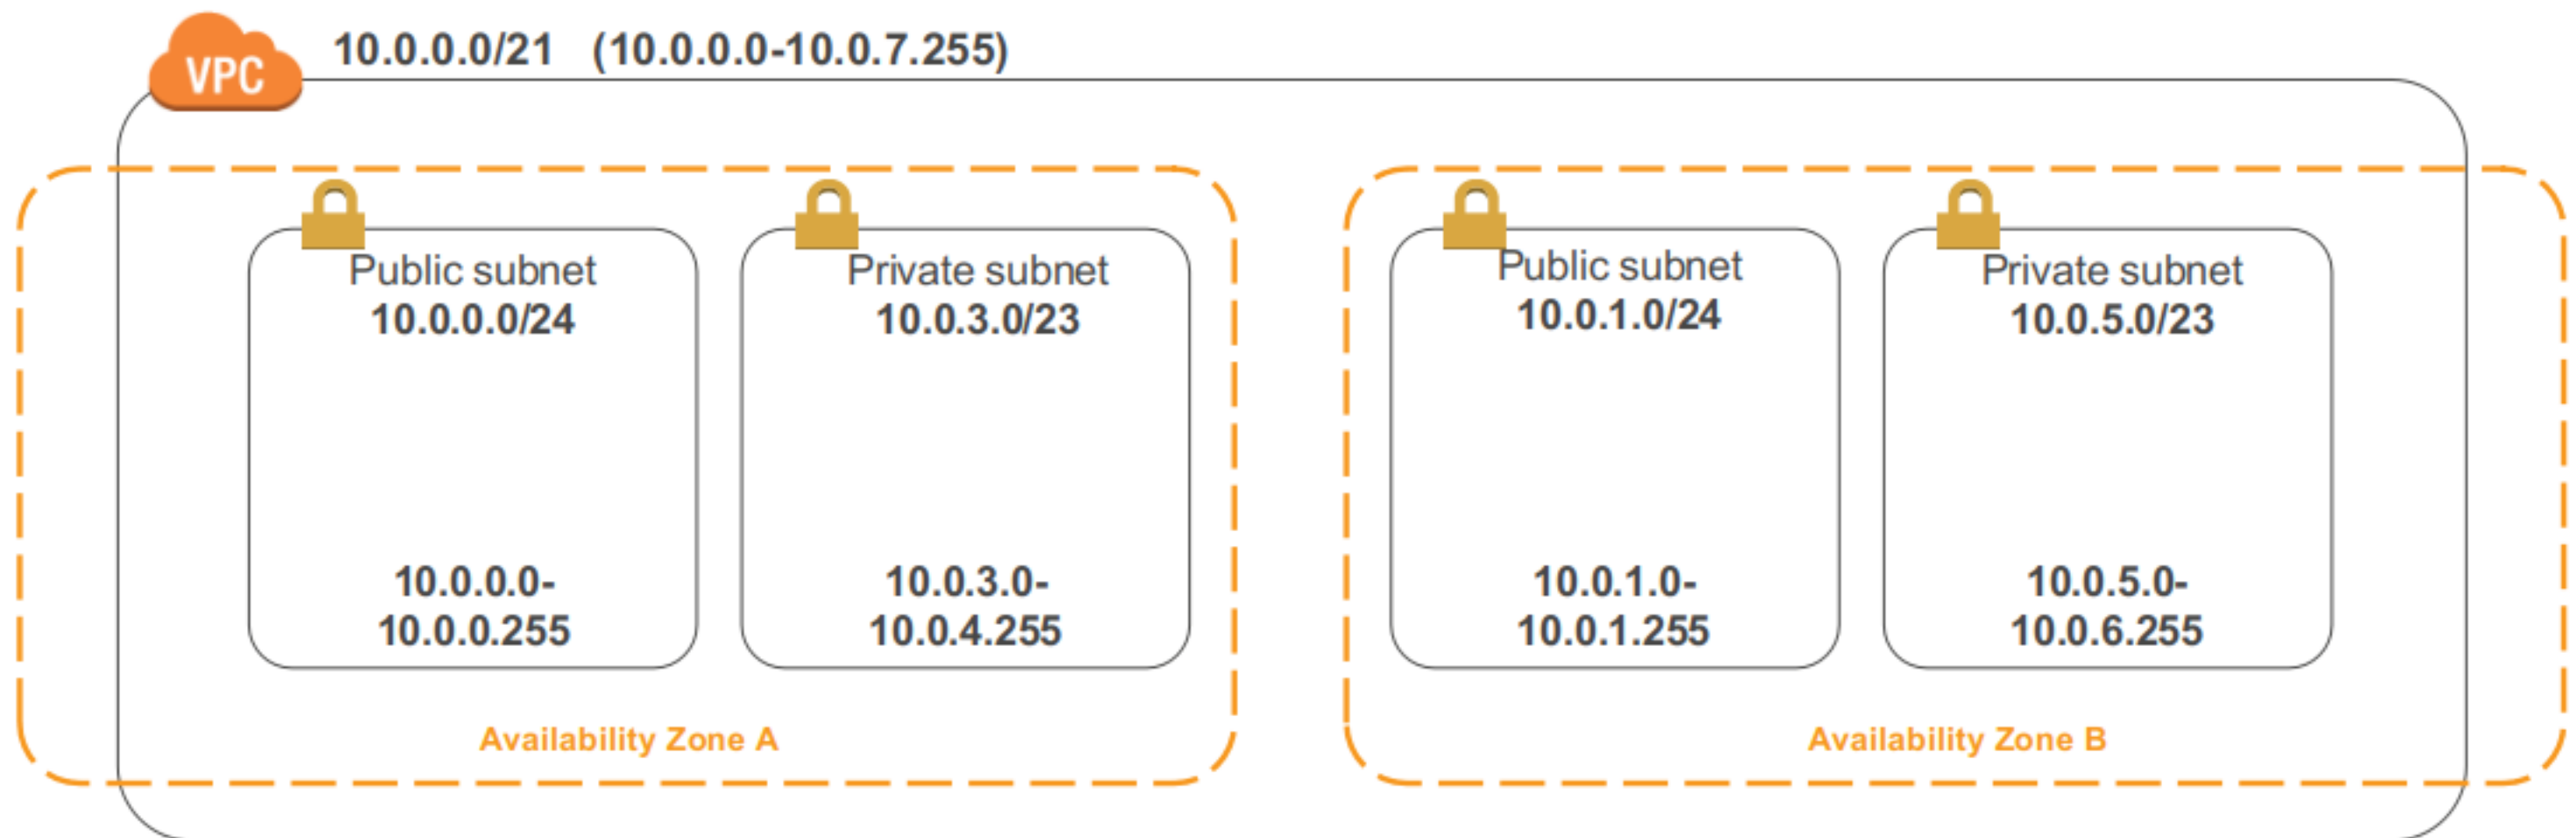 VPC
10.0.0.0/21 (10.0.0.0-10.0.7.255)
Public subnet
10.0.0.0/24
10.0.0.0-
10.0.0.255
Private subnet
10.0.3.0/23
10.0.3.0-
10.0.4.255
Availability Zone A
Public subnet
10.0.1.0/24
10.0.1.0-
10.0.1.255
Private subnet
10.0.5.0/23
10.0.5.0-
10.0.6.255
Availability Zone B